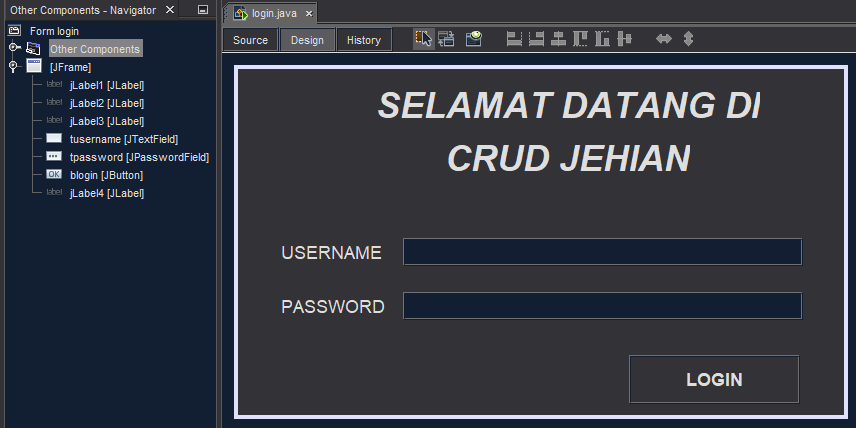 Other Components - Navigator
Form login
Other Components
[JFrame]
label jLabel1 [JLabel]
label jLabel2 [JLabel]
label jLabel3 [JLabel]
tusername [JTextField]
tpassword [JPasswordField]
OK blogin [JButton]
label jLabel4 [JLabel]
login.java
Source Design History
SELAMAT DATANG DI
CRUD JEHIAN
USERNAME
PASSWORD
LOGIN